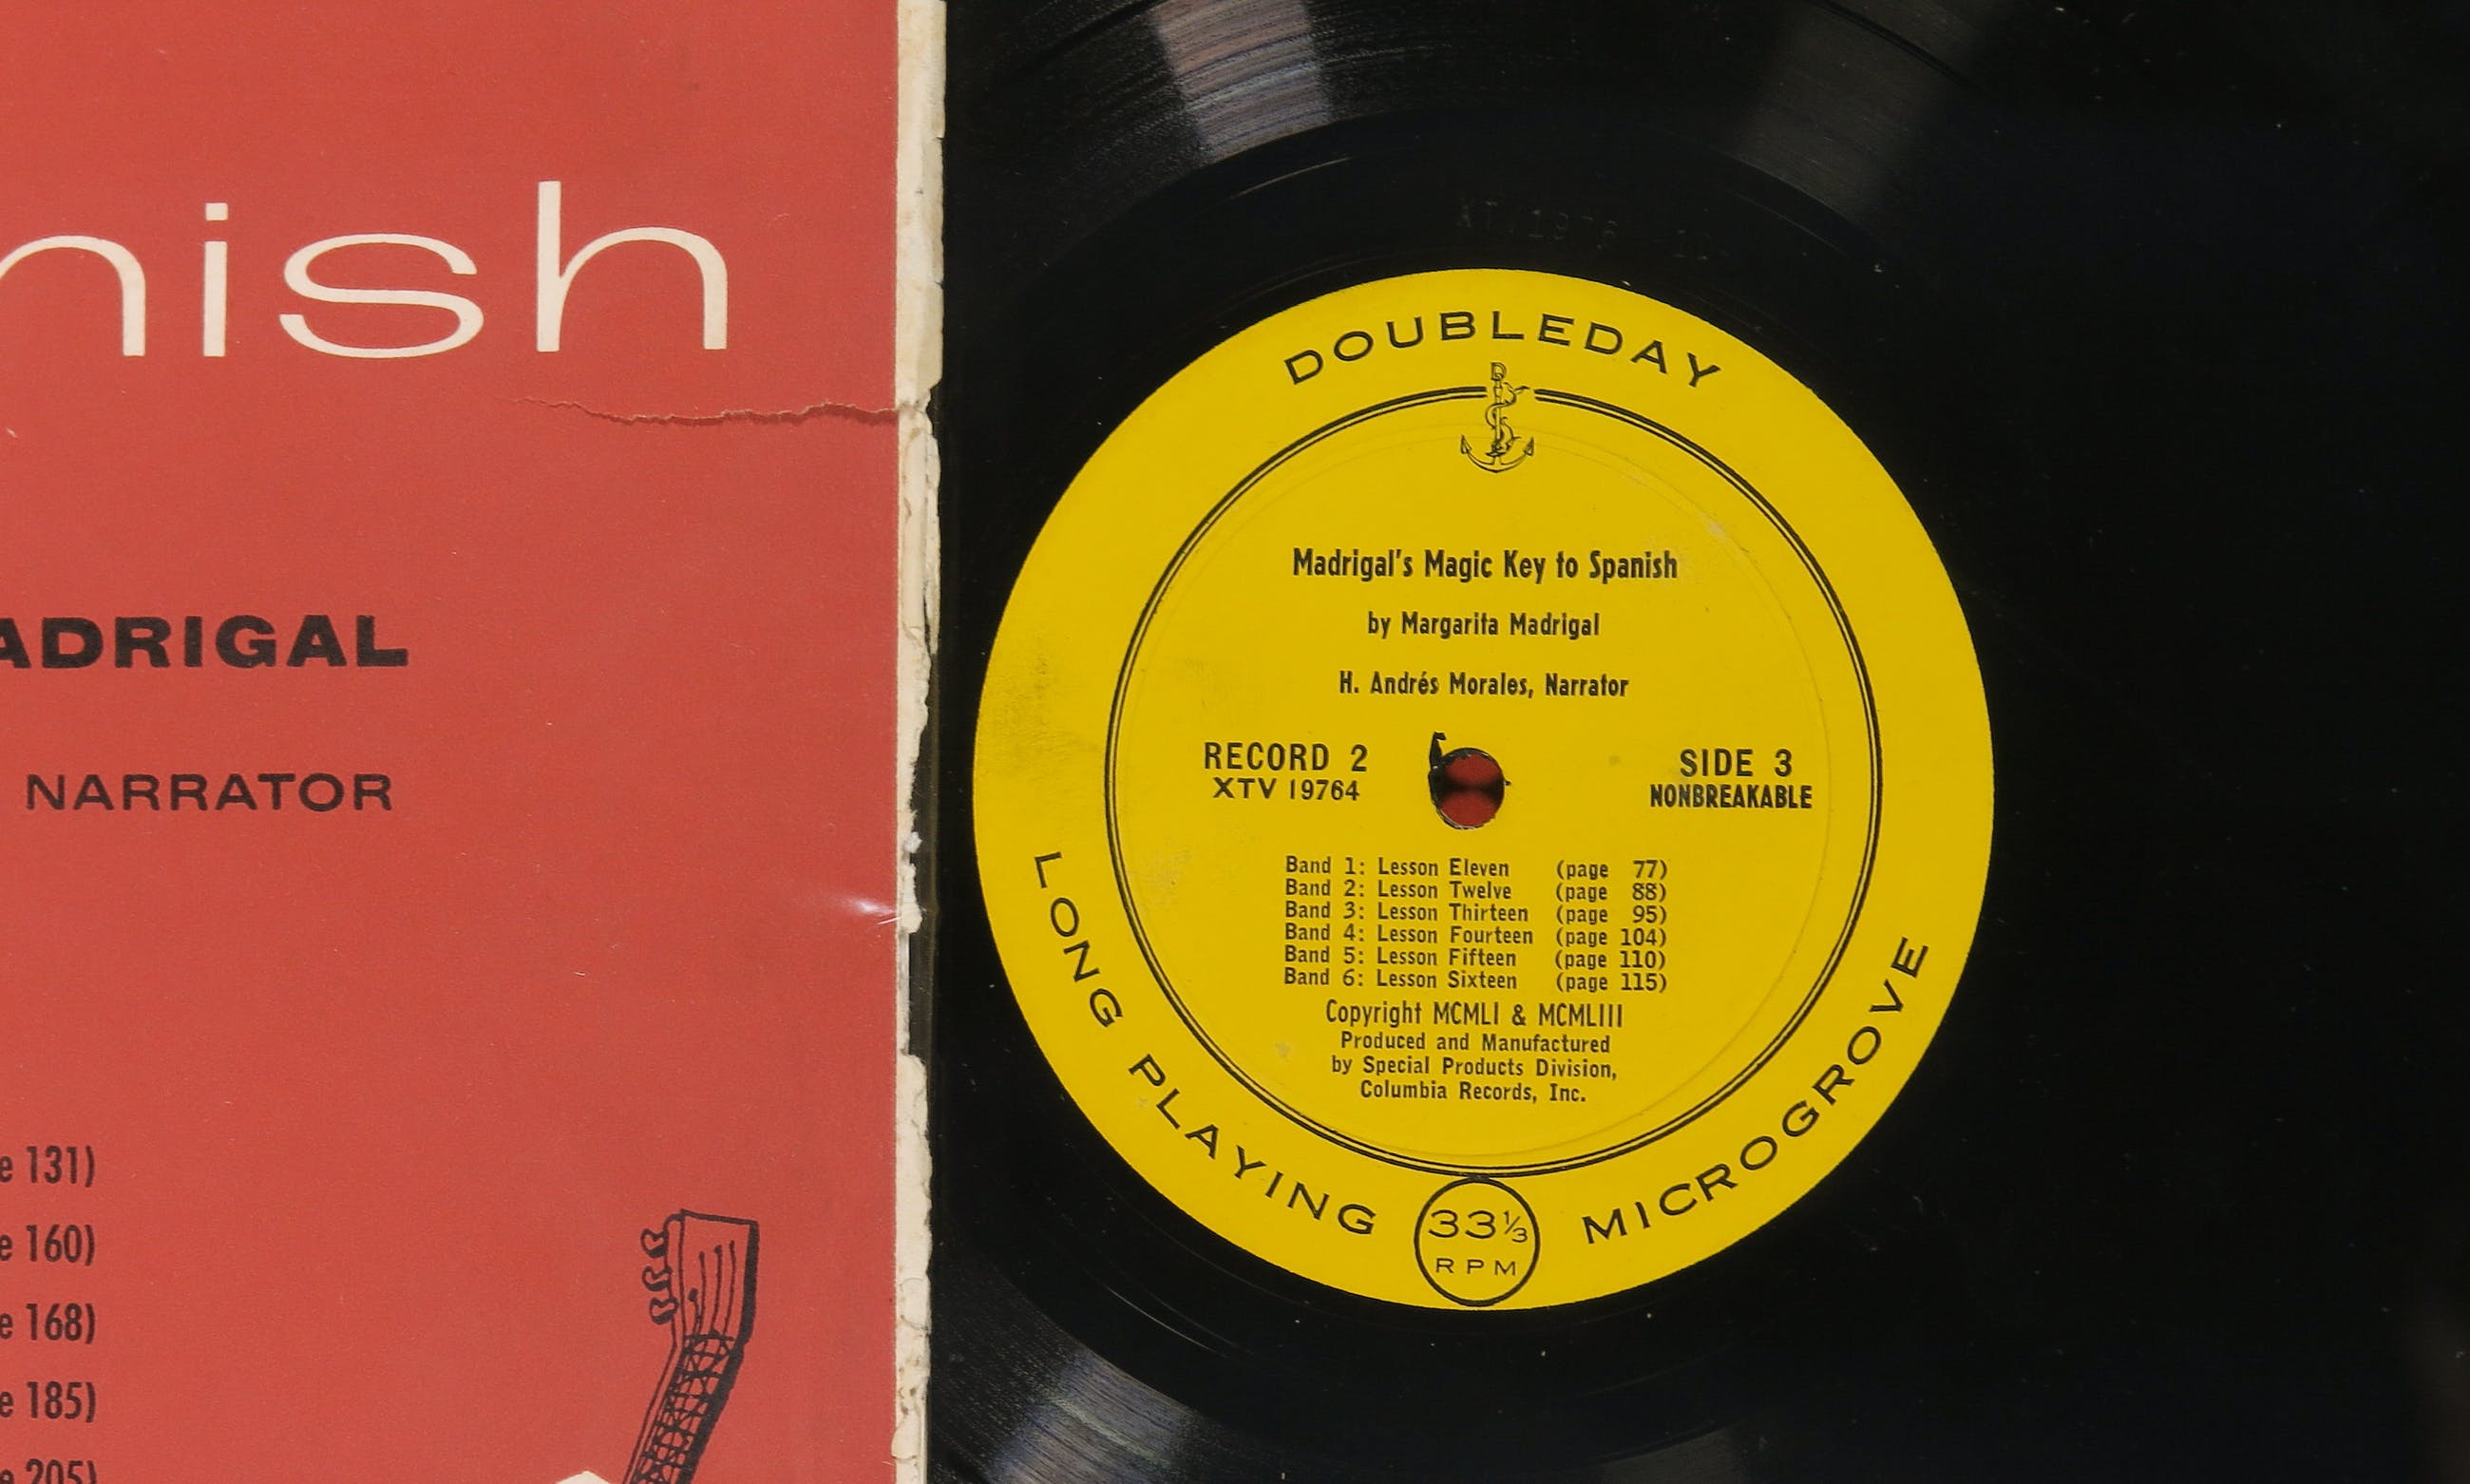 nish
ADRIGAL
NARRATOR
e 131)
e 160)
e 168)
e 185)
e 205)
DOUBLEDAY
D
Madrigal's Magic Key to Spanish
by Margarita Madrigal
H. Andrés Morales, Narrator
RECORD 2
XTV 19764
SIDE 3
NONBREAKABLE
Band 1: Lesson Eleven (page 77)
Band 2: Lesson Twelve (page 88)
Band 3: Lesson Thirteen (page 95)
Band 4: Lesson Fourteen (page 104)
Band 5: Lesson Fifteen (page 110)
Band 6: Lesson Sixteen (page 115)
Copyright MCMLI & MCMLIII
Produced and Manufactured
by Special Products Division,
Columbia Records, Inc.
LONG PLAYING
33⅓
RPM
MICROGROVE